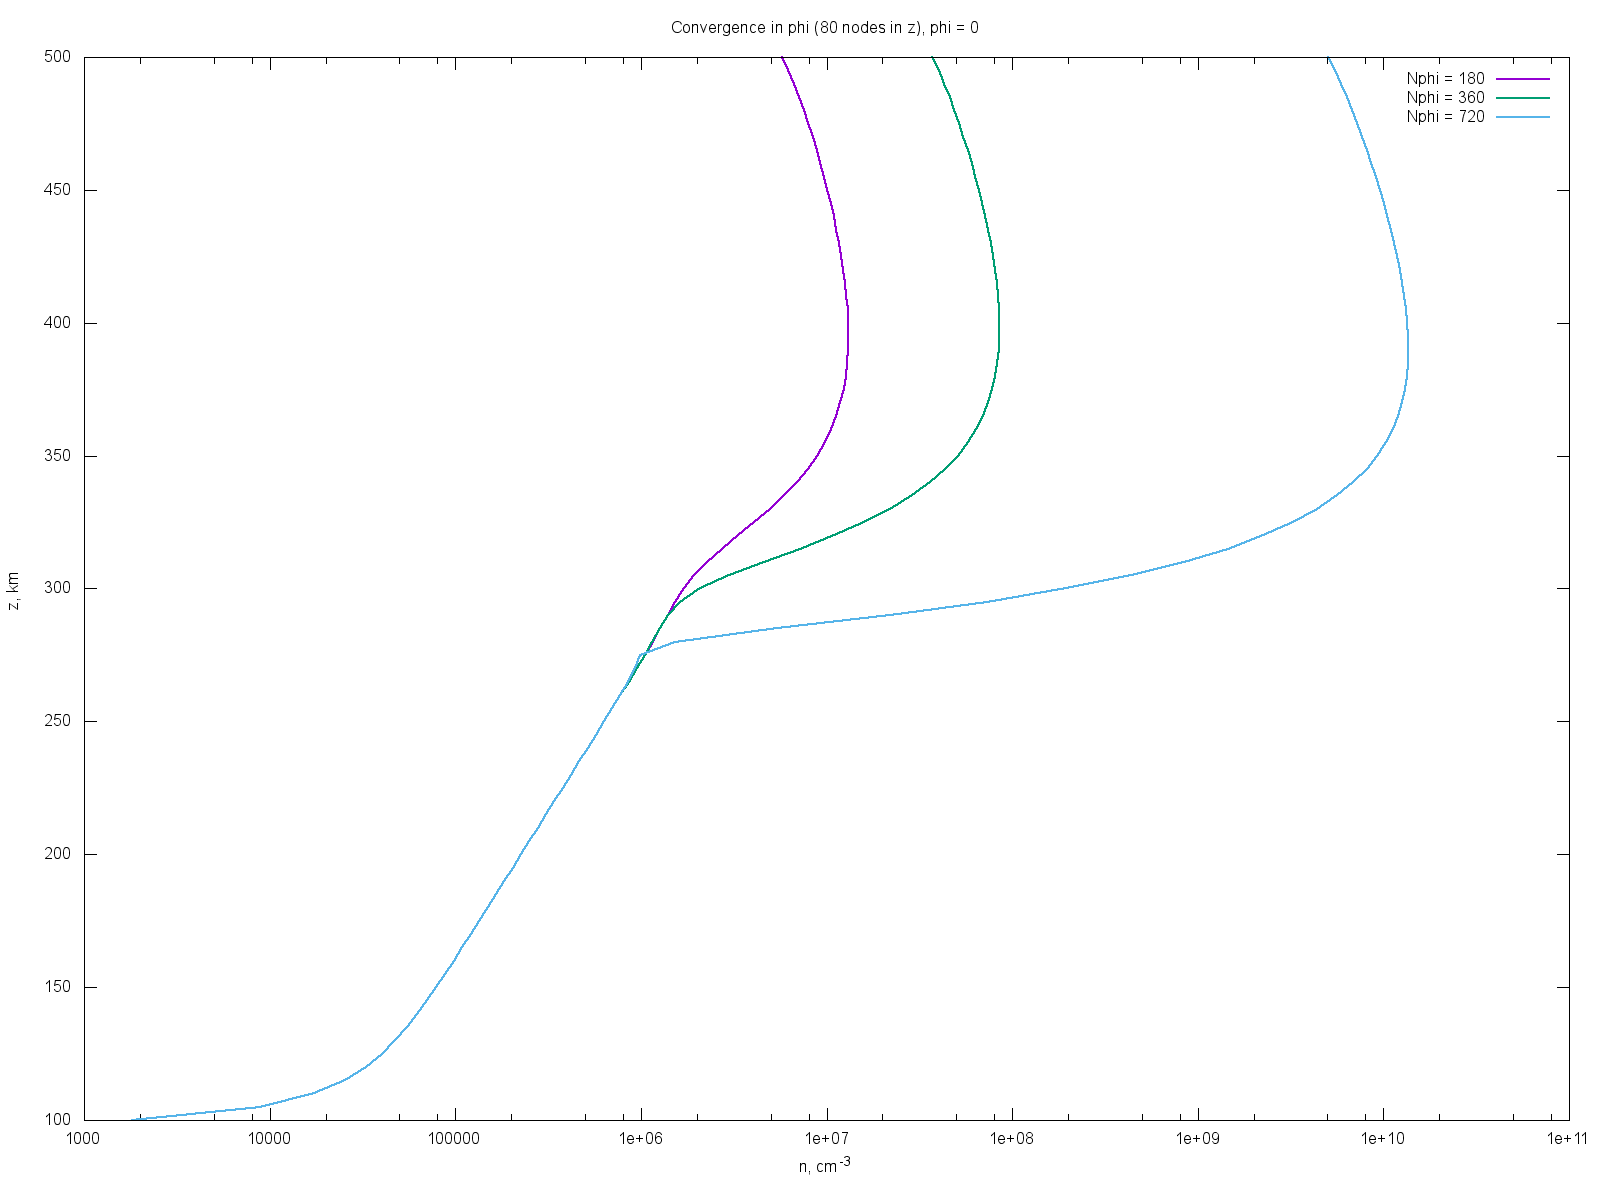 Convergence in phi (80 nodes in z), phi = 0
500
450
400
350
300
250
200
150
100
z, km
Nphi = 180
Nphi = 360
Nphi = 720
1000
10000
100000
1e+06
1e+07
1e+08
1e+09
1e+10
1e+11
n, cm-3